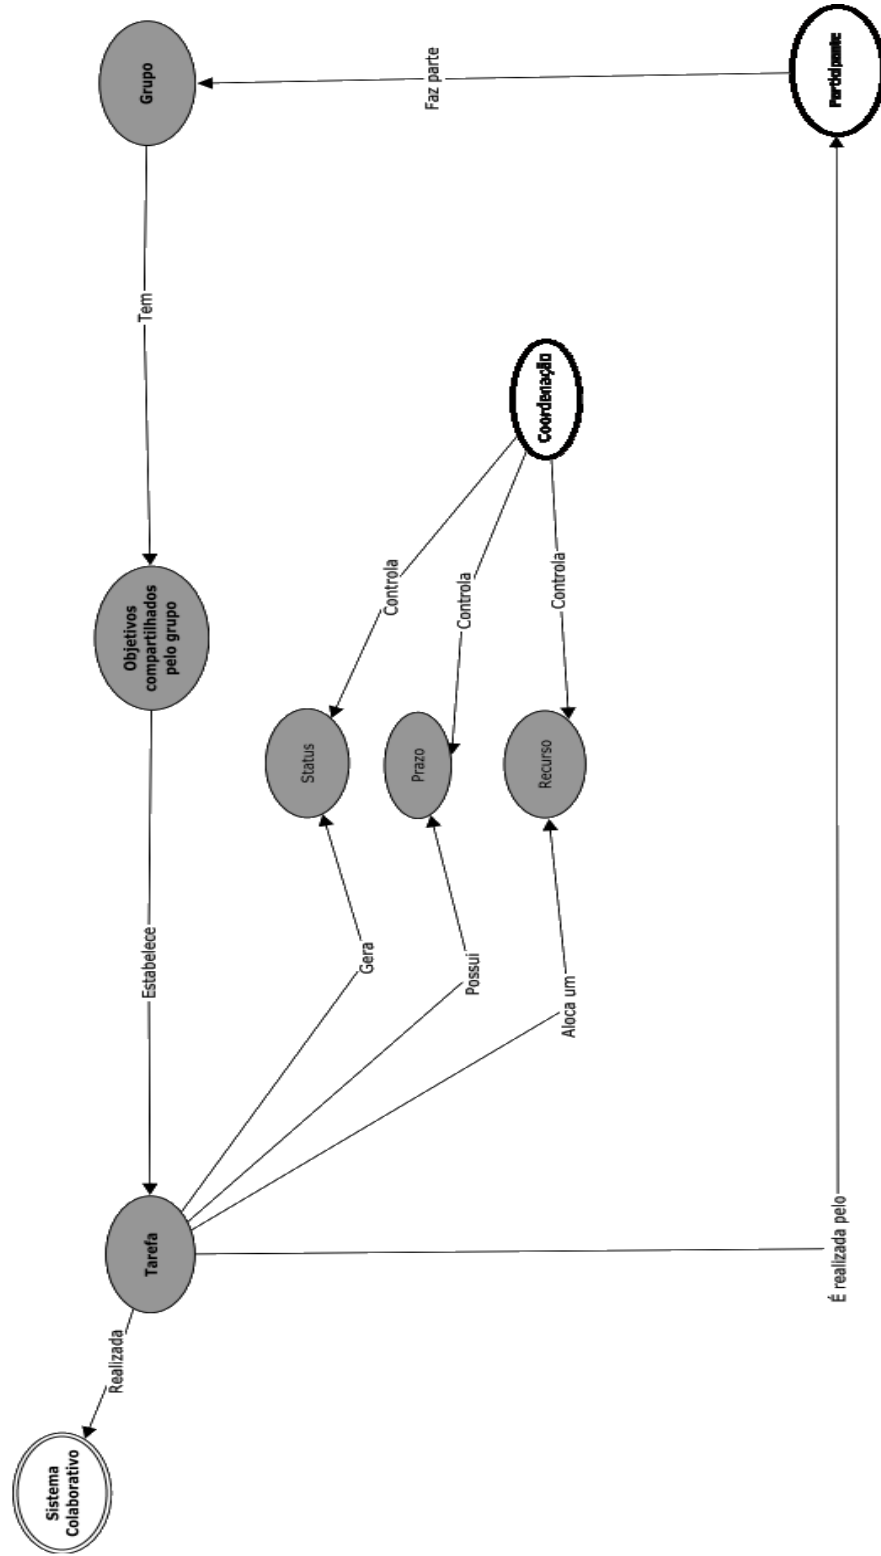 Sistema
Colaborativo
Realizada
Tarefa
Estabelece
Objetivos
compartilhados
pelo grupo
Tem
Grupo
Gera
Status
Controla
Possui
Prazo
Controla
Aloca um
Recurso
Controla
Coordenação
É realizada pelo
Participante
Faz parte